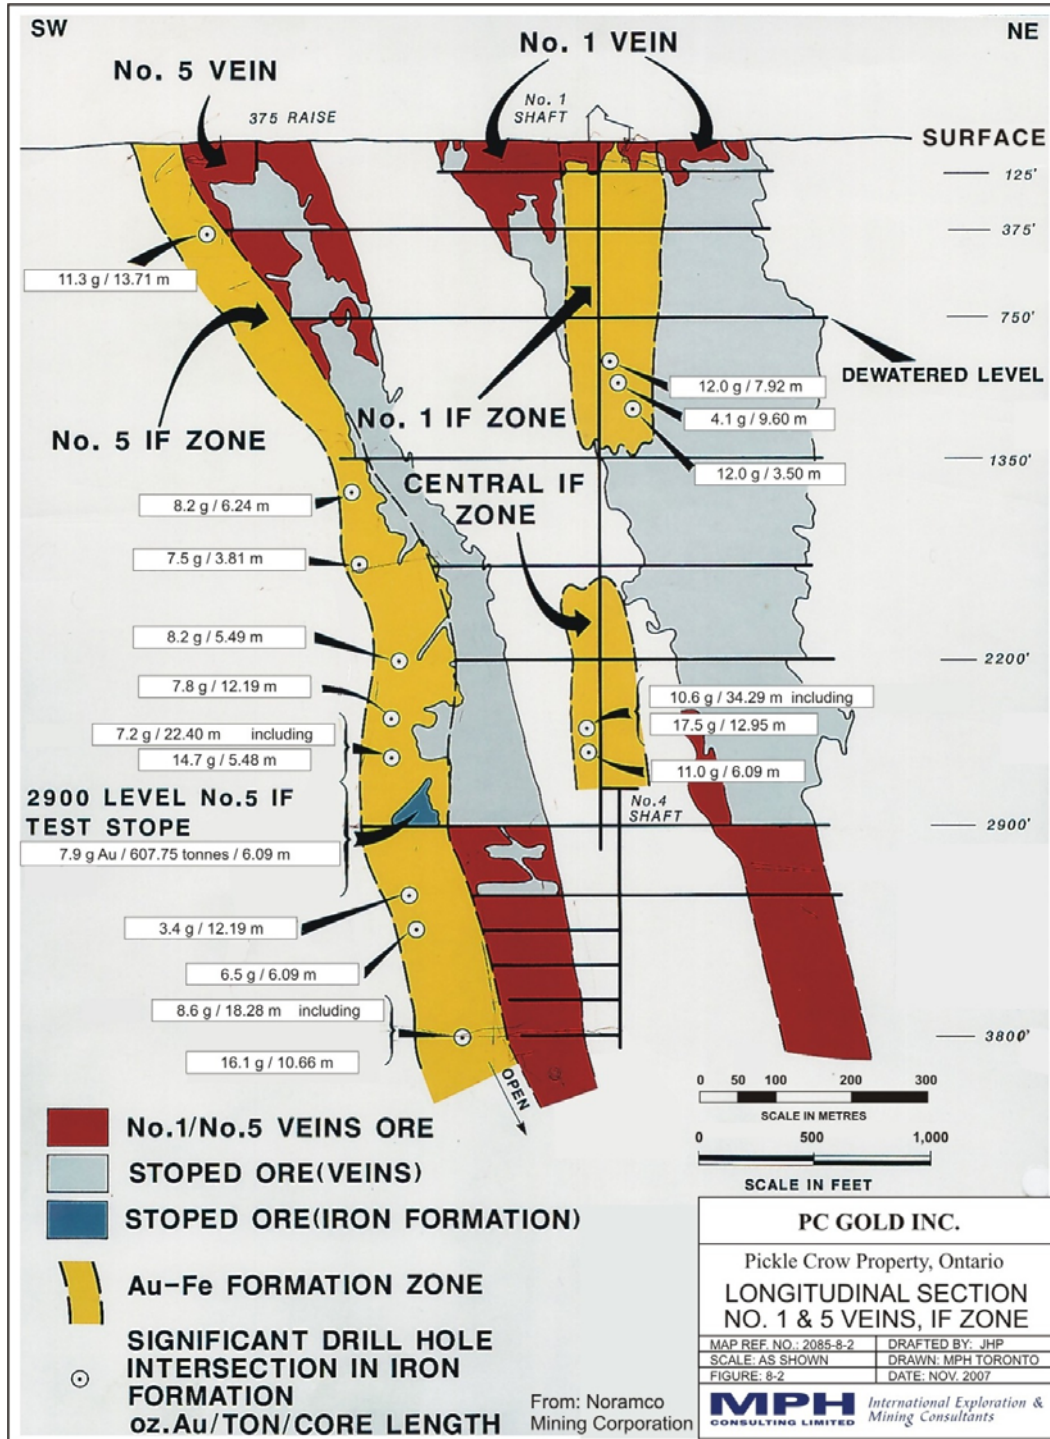 SW
NE
No. 1 VEIN
No. 5 VEIN
375 RAISE
No. 1
SHAFT
SURFACE
125'
375'
11.3 g / 13.71 m
750'
DEWATERED LEVEL
12.0 g / 7.92 m
4.1 g / 9.60 m
No. 5 IF ZONE
No. 1 IF ZONE
12.0 g / 3.50 m
1350'
CENTRAL IF
ZONE
8.2 g / 6.24 m
7.5 g / 3.81 m
8.2 g / 5.49 m
2200'
7.8 g / 12.19 m
10.6 g / 34.29 m including
17.5 g / 12.95 m
7.2 g / 22.40 m including
14.7 g / 5.48 m
11.0 g / 6.09 m
2900 LEVEL No.5 IF
TEST STOPE
No.4
SHAFT
2900'
7.9 g Au / 607.75 tonnes / 6.09 m
3.4 g / 12.19 m
6.5 g / 6.09 m
8.6 g / 18.28 m including
3800'
16.1 g / 10.66 m
OPEN
0 50 100 200 300
SCALE IN METRES
0 500 1,000
SCALE IN FEET
No.1/No.5 VEINS ORE
STOPED ORE(VEINS)
STOPED ORE(IRON FORMATION)
Au-Fe FORMATION ZONE
SIGNIFICANT DRILL HOLE
INTERSECTION IN IRON
FORMATION
oz.Au/TON/CORE LENGTH
From: Noramco
Mining Corporation
PC GOLD INC.
Pickle Crow Property, Ontario
LONGITUDINAL SECTION
NO. 1 & 5 VEINS, IF ZONE
MAP REF. NO.: 2085-8-2 DRAFTED BY: JHP
SCALE: AS SHOWN DRAWN: MPH TORONTO
FIGURE: 8-2 DATE: NOV. 2007
MPH
CONSULTING LIMITED
International Exploration &
Mining Consultants